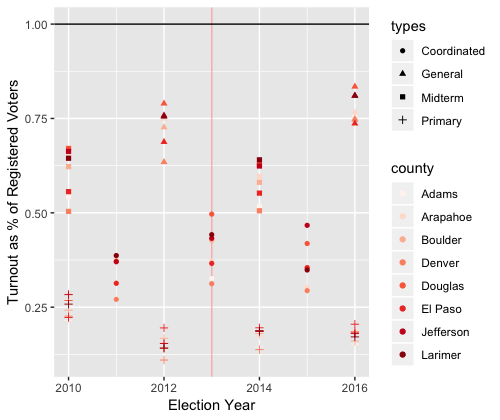 1.00
0.75
0.50
0.25
Turnout as % of Registered Voters
2010
2012
2014
2016
Election Year
types
Coordinated
General
Midterm
Primary
county
Adams
Arapahoe
Boulder
Denver
Douglas
El Paso
Jefferson
Larimer